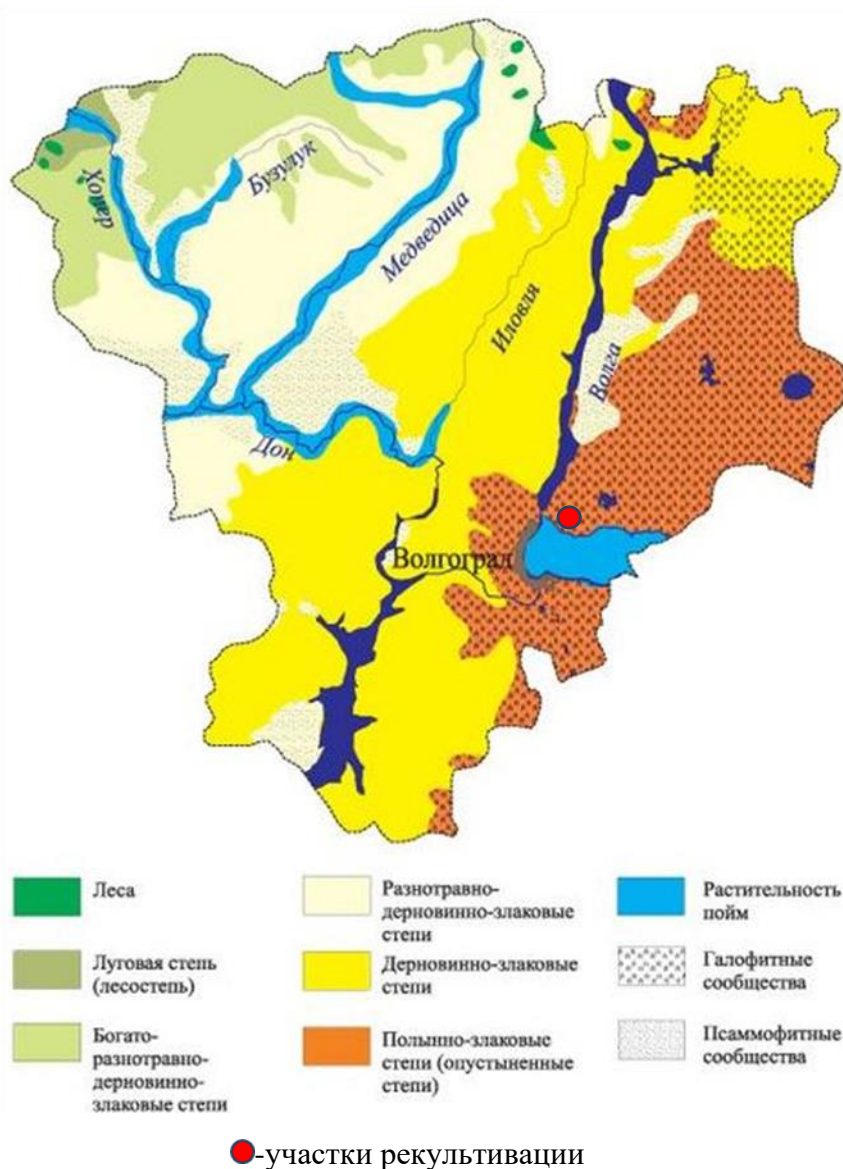 Хопер
Бузулук
Медведица
Иловля
Волга
Дон
Волгоград
Леса
Луговая степь
(лесостепь)
Богато-
разнотравно-
дерновинно-
злаковые степи
Разнотравно-
дерновинно-злаковые
степи
Дерновинно-злаковые
степи
Полынно-злаковые
степи (опустыненные
степи)
Растительность
пойм
Галофитные
сообщества
Псаммофитные
сообщества
-участки рекультивации